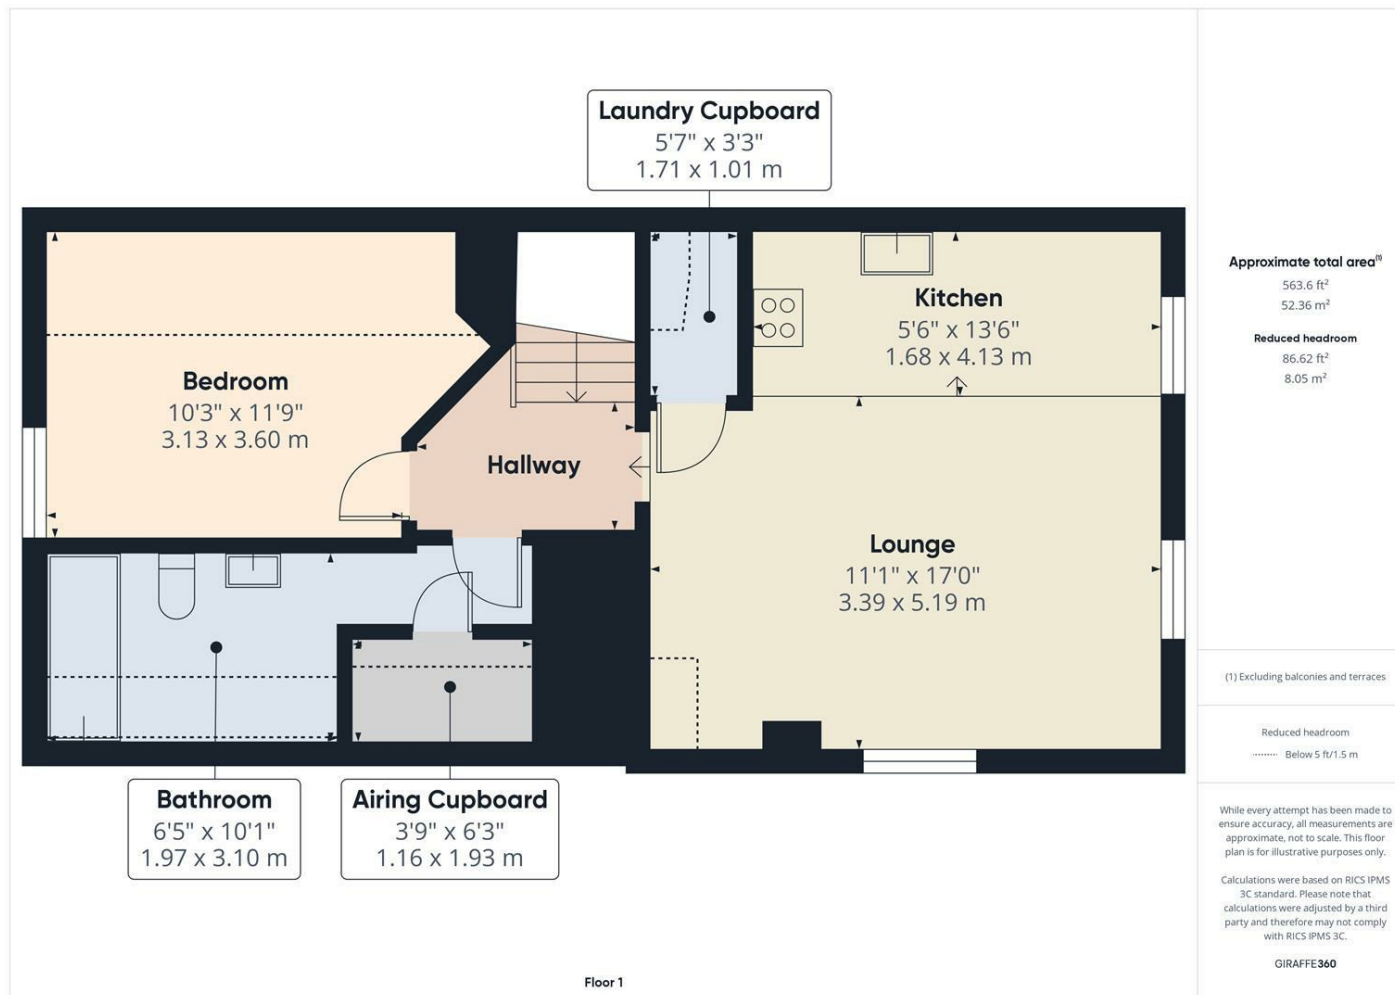 Laundry Cupboard
5'7" x 3'3"
1.71 x 1.01 m
Kitchen
5'6" x 13'6"
1.68 x 4.13 m
Bedroom
10'3" x 11'9"
3.13 x 3.60 m
Hallway
Lounge
11'1" x 17'0"
3.39 x 5.19 m
Bathroom
6'5" x 10'1"
1.97 x 3.10 m
Airing Cupboard
3'9" x 6'3"
1.16 x 1.93 m
Floor 1
Approximate total area(1)
563.6 ft²
52.36 m²
Reduced headroom
86.62 ft²
8.05 m²
(1) Excluding balconies and terraces
Reduced headroom
Below 5 ft/1.5 m
While every attempt has been made to
ensure accuracy, all measurements are
approximate, not to scale. This floor
plan is for illustrative purposes only.
Calculations were based on RICS IPMS
3C standard. Please note that
calculations were adjusted by a third
party and therefore may not comply
with RICS IPMS 3C.
GIRAFFE360